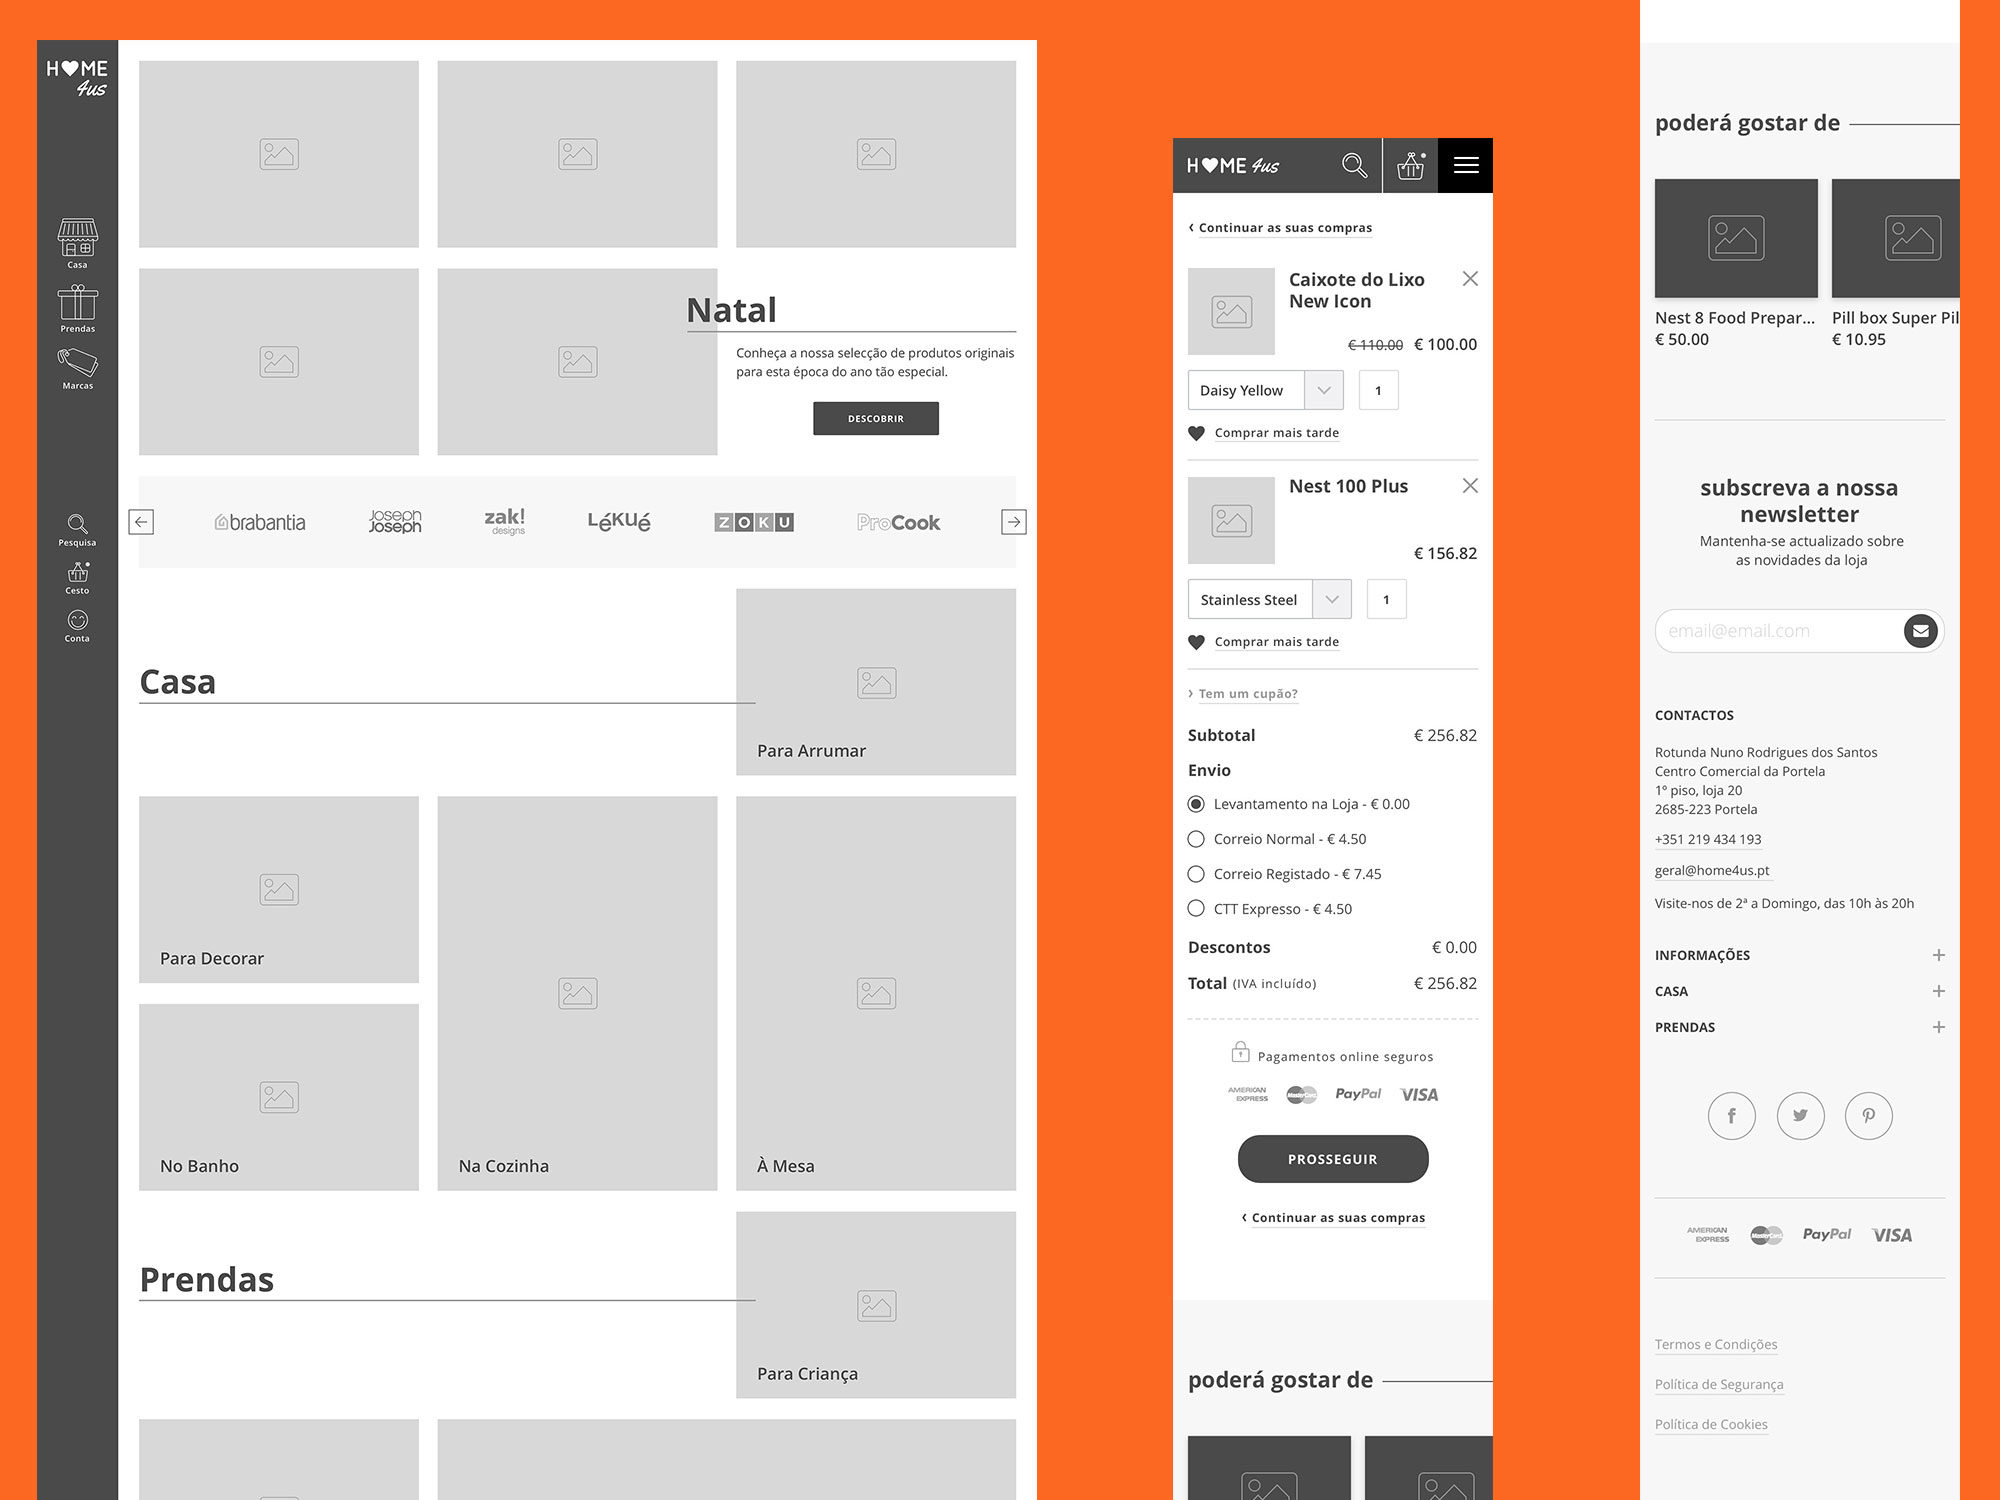 HOME
4us
Casa
Prendas
Marcas
Pesquisa
Cesto
Conta
Natal
Conheça a nossa selecção de produtos originais
para esta época do ano tão especial.
DESCOBRIR
brabantia
Joseph
Joseph
zak!
designs
LéKUé
ZOKU
ProCook
Casa
Para Arrumar
Para Decorar
No Banho
Na Cozinha
À Mesa
Prendas
Para Criança
HOME 4us
‹ Continuar as suas compras
Caixote do Lixo
New Icon
€ 110.00 € 100.00
Daisy Yellow 1
Comprar mais tarde
Nest 100 Plus
€ 156.82
Stainless Steel 1
Comprar mais tarde
› Tem um cupão?
Subtotal € 256.82
Envio
Levantamento na Loja - € 0.00
Correio Normal - € 4.50
Correio Registado - € 7.45
CTT Expresso - € 4.50
Descontos € 0.00
Total (IVA incluído) € 256.82
Pagamentos online seguros
AMERICAN
EXPRESS
MasterCard
PayPal
VISA
PROSSEGUIR
‹ Continuar as suas compras
poderá gostar de
poderá gostar de
Nest 8 Food Prepar...
€ 50.00
Pill box Super Pil
€ 10.95
subscreva a nossa
newsletter
Mantenha-se actualizado sobre
as novidades da loja
email@email.com
CONTACTOS
Rotunda Nuno Rodrigues dos Santos
Centro Comercial da Portela
1º piso, loja 20
2685-223 Portela
+351 219 434 193
geral@home4us.pt
Visite-nos de 2ª a Domingo, das 10h às 20h
INFORMAÇÕES +
CASA +
PRENDAS +
AMERICAN
EXPRESS
MasterCard
PayPal
VISA
Termos e Condições
Política de Segurança
Política de Cookies